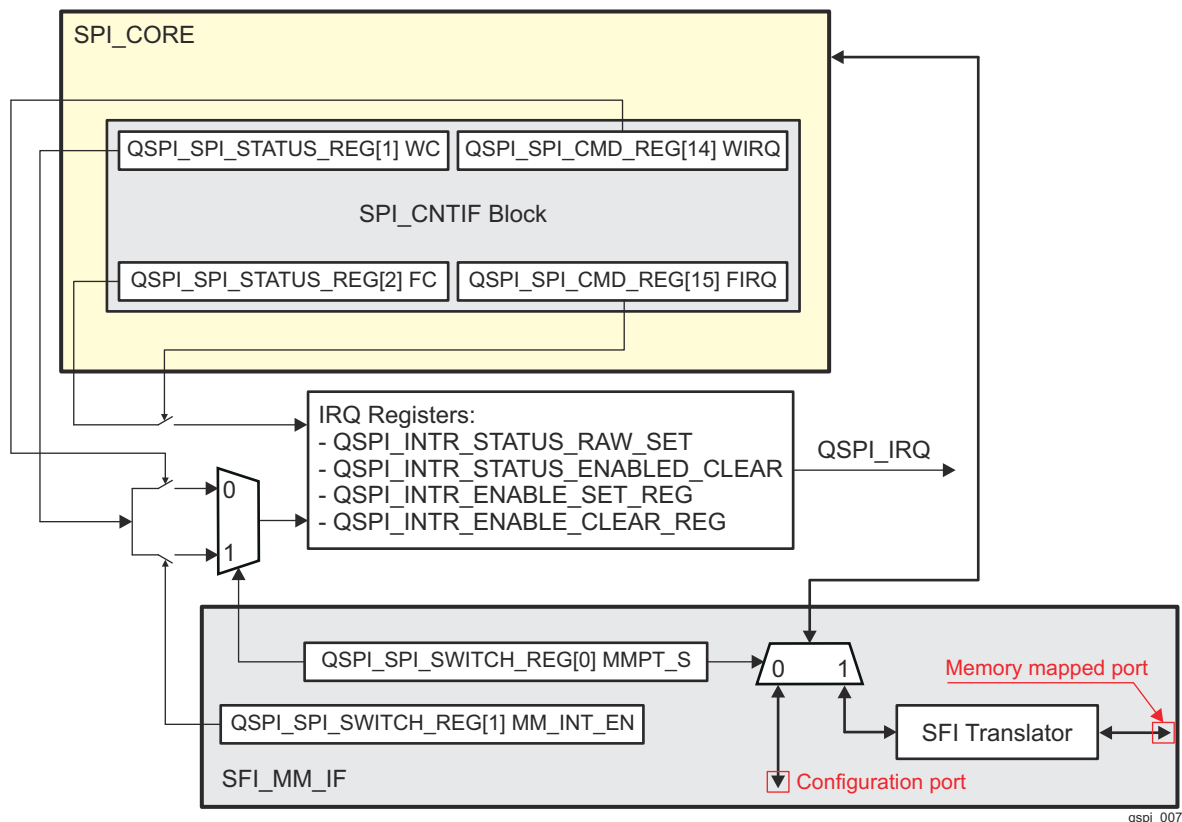 SPI_CORE
QSPI_SPI_STATUS_REG[1] WC
QSPI_SPI_CMD_REG[14] WIRQ
SPI_CNTIF Block
QSPI_SPI_STATUS_REG[2] FC
QSPI_SPI_CMD_REG[15] FIRQ
IRQ Registers:
- QSPI_INTR_STATUS_RAW_SET
- QSPI_INTR_STATUS_ENABLED_CLEAR
- QSPI_INTR_ENABLE_SET_REG
- QSPI_INTR_ENABLE_CLEAR_REG
QSPI_IRQ
0
1
QSPI_SPI_SWITCH_REG[0] MMPT_S
0
1
Memory mapped port
QSPI_SPI_SWITCH_REG[1] MM_INT_EN
SFI Translator
SFI_MM_IF
Configuration port
qspi_007